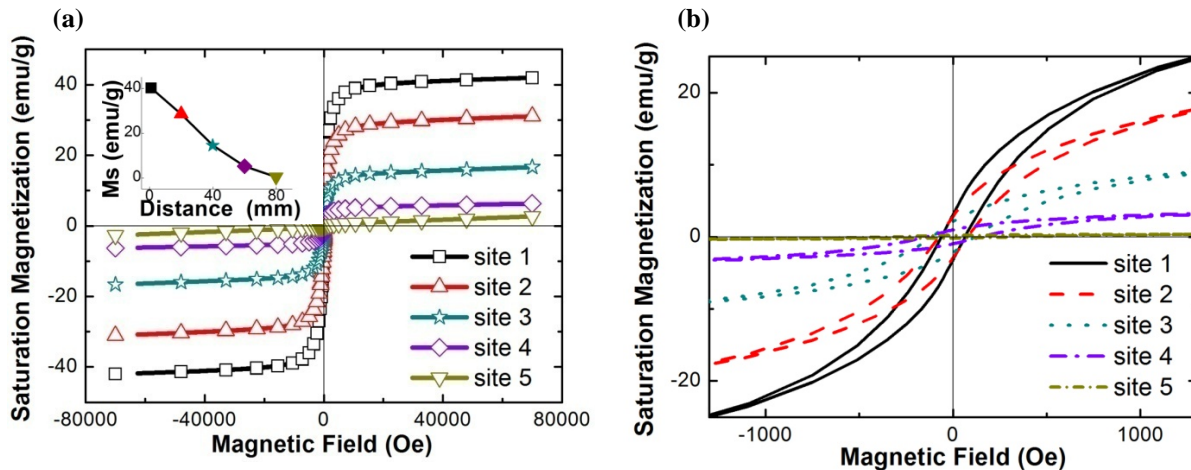 (a)
Saturation Magnetization (emu/g)
40
20
0
-20
-40
-80000
-40000
0
40000
80000
Magnetic Field (Oe)
Ms (emu/g)
40
20
0
0
40
80
Distance (mm)
site 1
site 2
site 3
site 4
site 5
(b)
Saturation Magnetization (emu/g)
20
0
-20
-1000
0
1000
Magnetic Field (Oe)
site 1
site 2
site 3
site 4
site 5